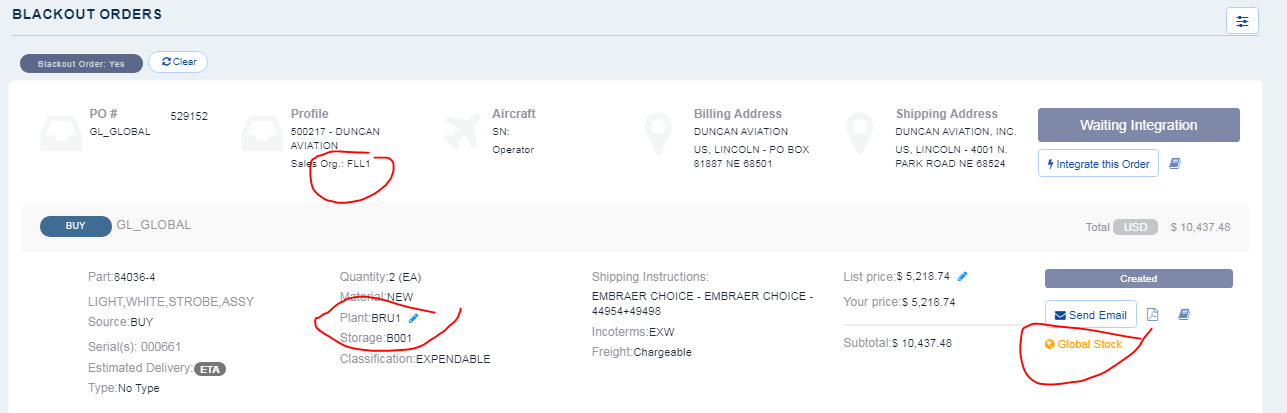 BLACKOUT ORDERS
Blackout Order: Yes
Clear
PO #
GL_GLOBAL
529152
Profile
500217 - DUNCAN
AVIATION
Sales Org.: FLL1
Aircraft
SN:
Operator
Billing Address
DUNCAN AVIATION
US, LINCOLN - PO BOX
81887 NE 68501
Shipping Address
DUNCAN AVIATION, INC.
US, LINCOLN - 4001 N.
PARK ROAD NE 68524
Waiting Integration
Integrate this Order
BUY GL_GLOBAL
Total USD $ 10,437.48
Part:84036-4
LIGHT,WHITE,STROBE,ASSY
Source:BUY
Serial(s): 000661
Estimated Delivery: ETA
Type:No Type
Quantity:2 (EA)
Material:NEW
Plant:BRU1
Storage:B001
Classification:EXPENDABLE
Shipping Instructions:
EMBRAER CHOICE - EMBRAER CHOICE -
44954+49498
Incoterms:EXW
Freight:Chargeable
List price:$ 5,218.74
Your price:$ 5,218.74
Subtotal:$ 10,437.48
Created
Send Email
Global Stock